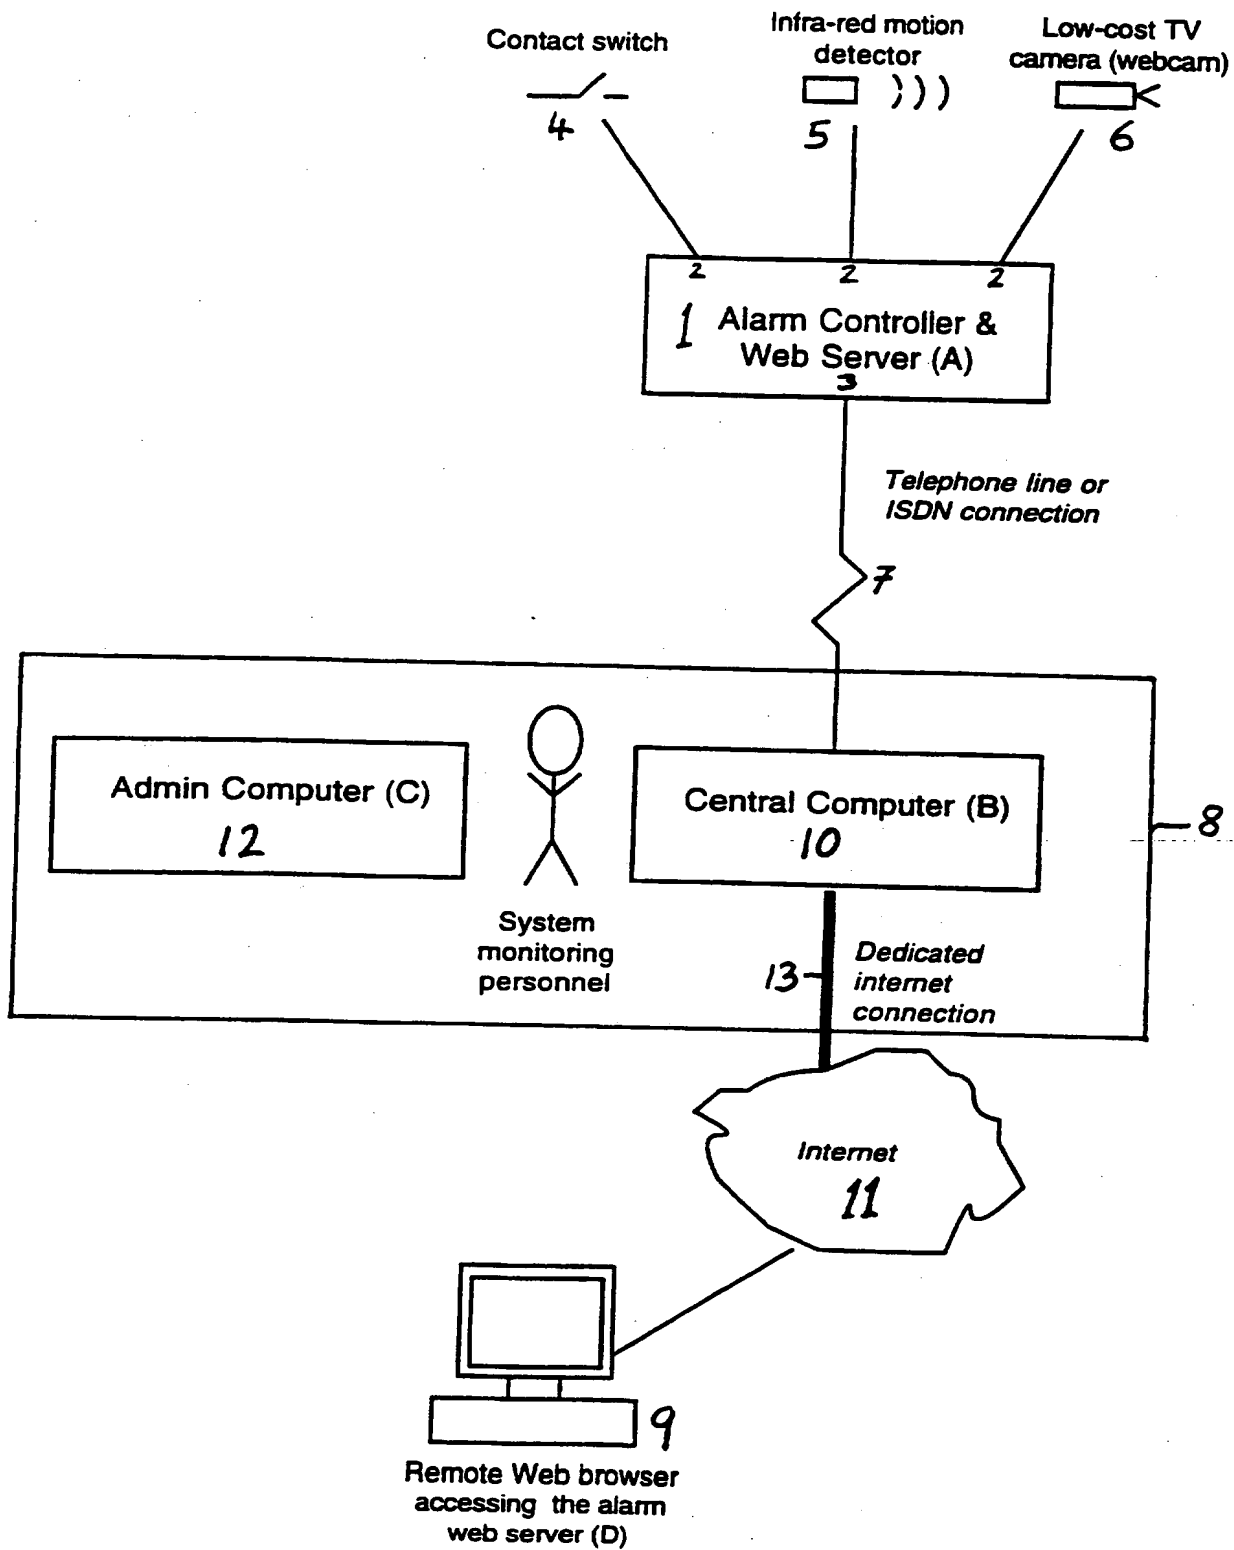 Contact switch
Infra-red motion
detector
Low-cost TV
camera (webcam)
4
5
6
2
2
2
1
Alarm Controller &
Web Server (A)
3
Telephone line or
ISDN connection
7
Admin Computer (C)
12
System
monitoring
personnel
Central Computer (B)
10
8
13
Dedicated
internet
connection
Internet
11
9
Remote Web browser
accessing the alarm
web server (D)